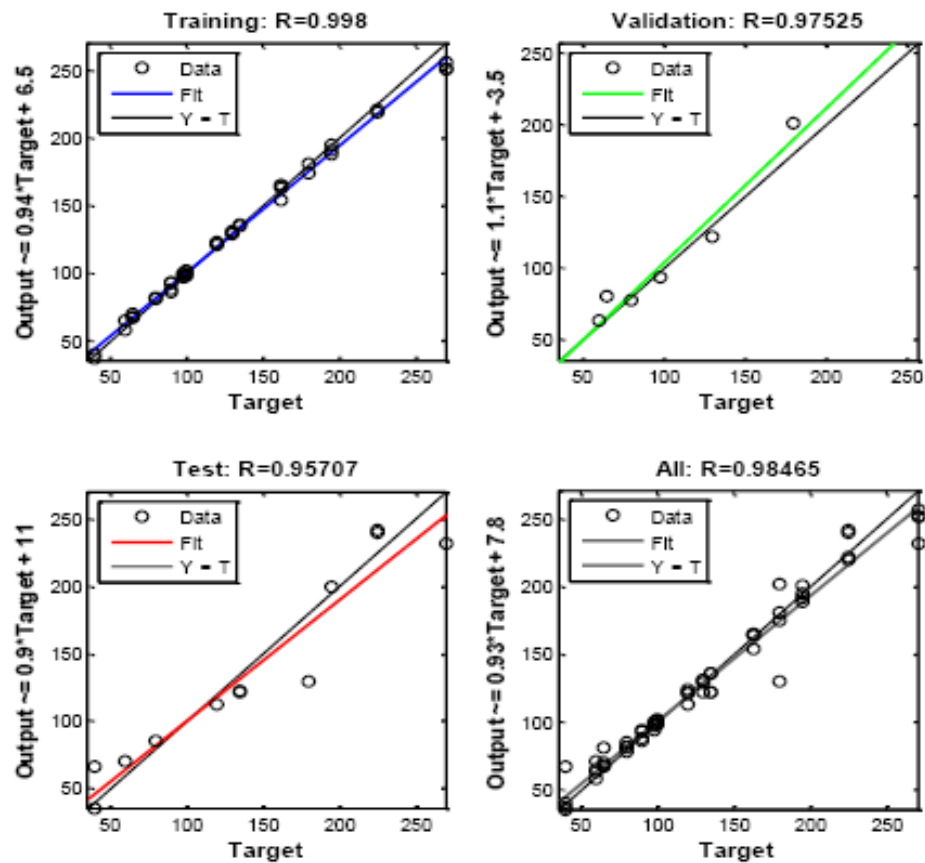 Training: R=0.998
Output ~= 0.94*Target + 6.5
Data
Fit
Y = T
250
200
150
100
50
50 100 150 200 250
Target
Validation: R=0.97525
Output ~= 1.1*Target + -3.5
Data
Fit
Y = T
250
200
150
100
50
50 100 150 200 250
Target
Test: R=0.95707
Output ~= 0.9*Target + 11
Data
Fit
Y = T
250
200
150
100
50
50 100 150 200 250
Target
All: R=0.98465
Output ~= 0.93*Target + 7.8
Data
Fit
Y = T
250
200
150
100
50
50 100 150 200 250
Target